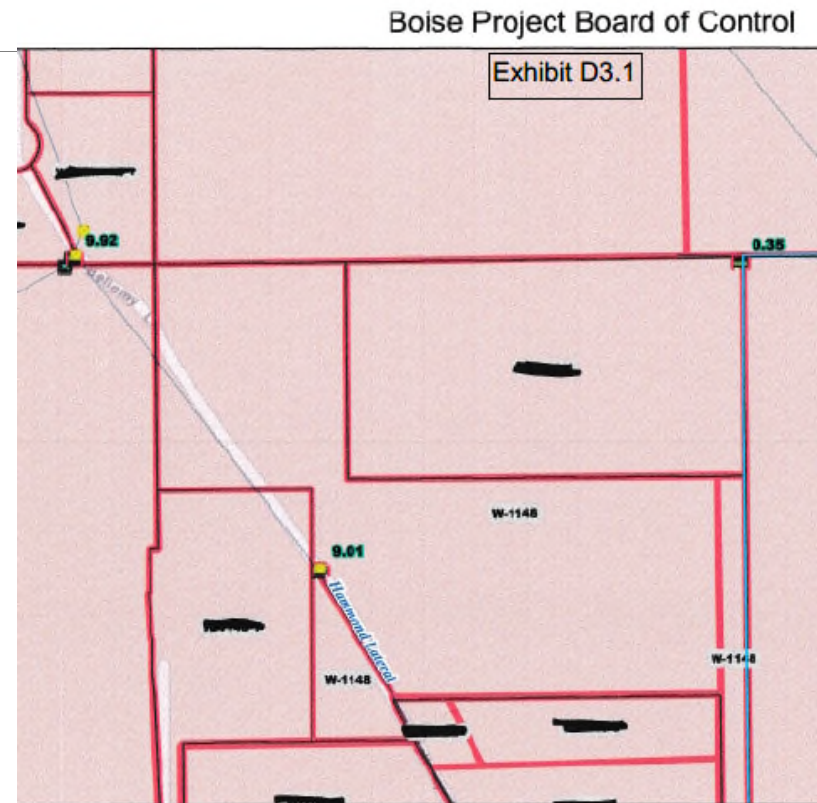 Boise Project Board of Control
Exhibit D3.1
9.92
0.35
W-1148
9.01
Hammond Lateral
W-1148
W-1148